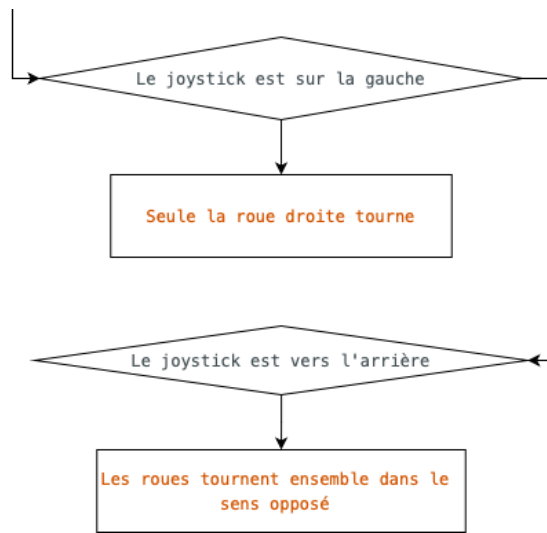 Le joystick est sur la gauche
Seule la roue droite tourne
Le joystick est vers l'arrière
Les roues tournent ensemble dans le
sens opposé